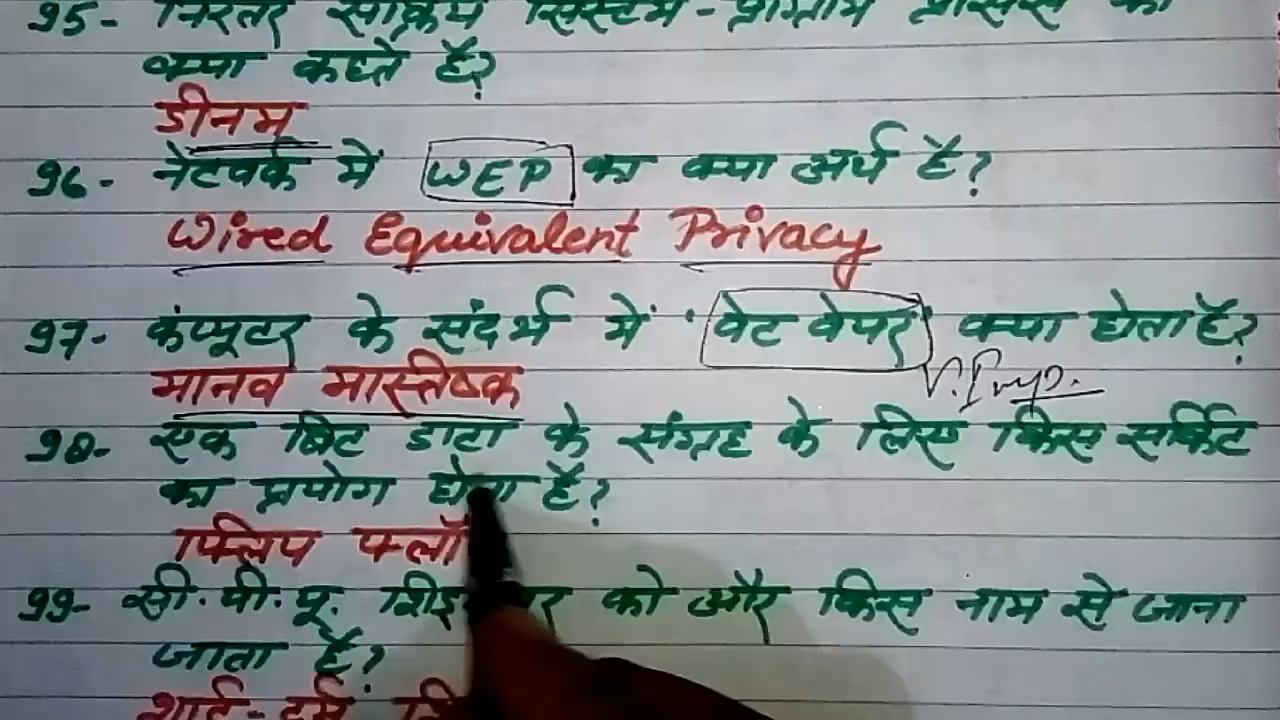 95- निरंतर सक्रिय सिस्टम-प्रोग्राम प्रोसेस को
क्या कहते हैं?
डीनम
96- नेटवर्क में WEP का क्या अर्थ है?
Wired Equivalent Privacy
97- कंप्यूटर के संदर्भ में 'वेट वेयर' क्या होता है?
मानव मास्तिष्क
98- एक बिट डाटा के संग्रह के लिए किस सर्किट
का प्रयोग होता है?
फ्लिप
99- सी.पी.यू. को और किस नाम से जाना
जाता है?
शार्ट-टर्म